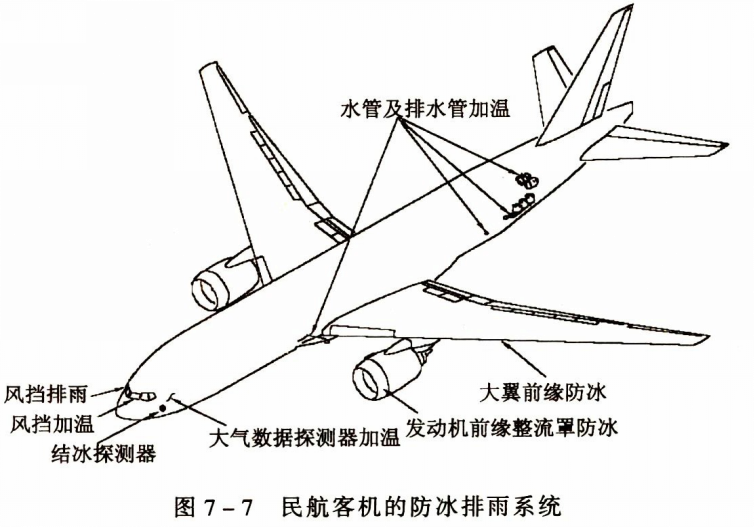 水管及排水管加温
风挡排雨
风挡加温
结冰探测器
大气数据探测器加温
大翼前缘防冰
发动机前缘整流罩防冰
图 7-7 民航客机的防冰排雨系统